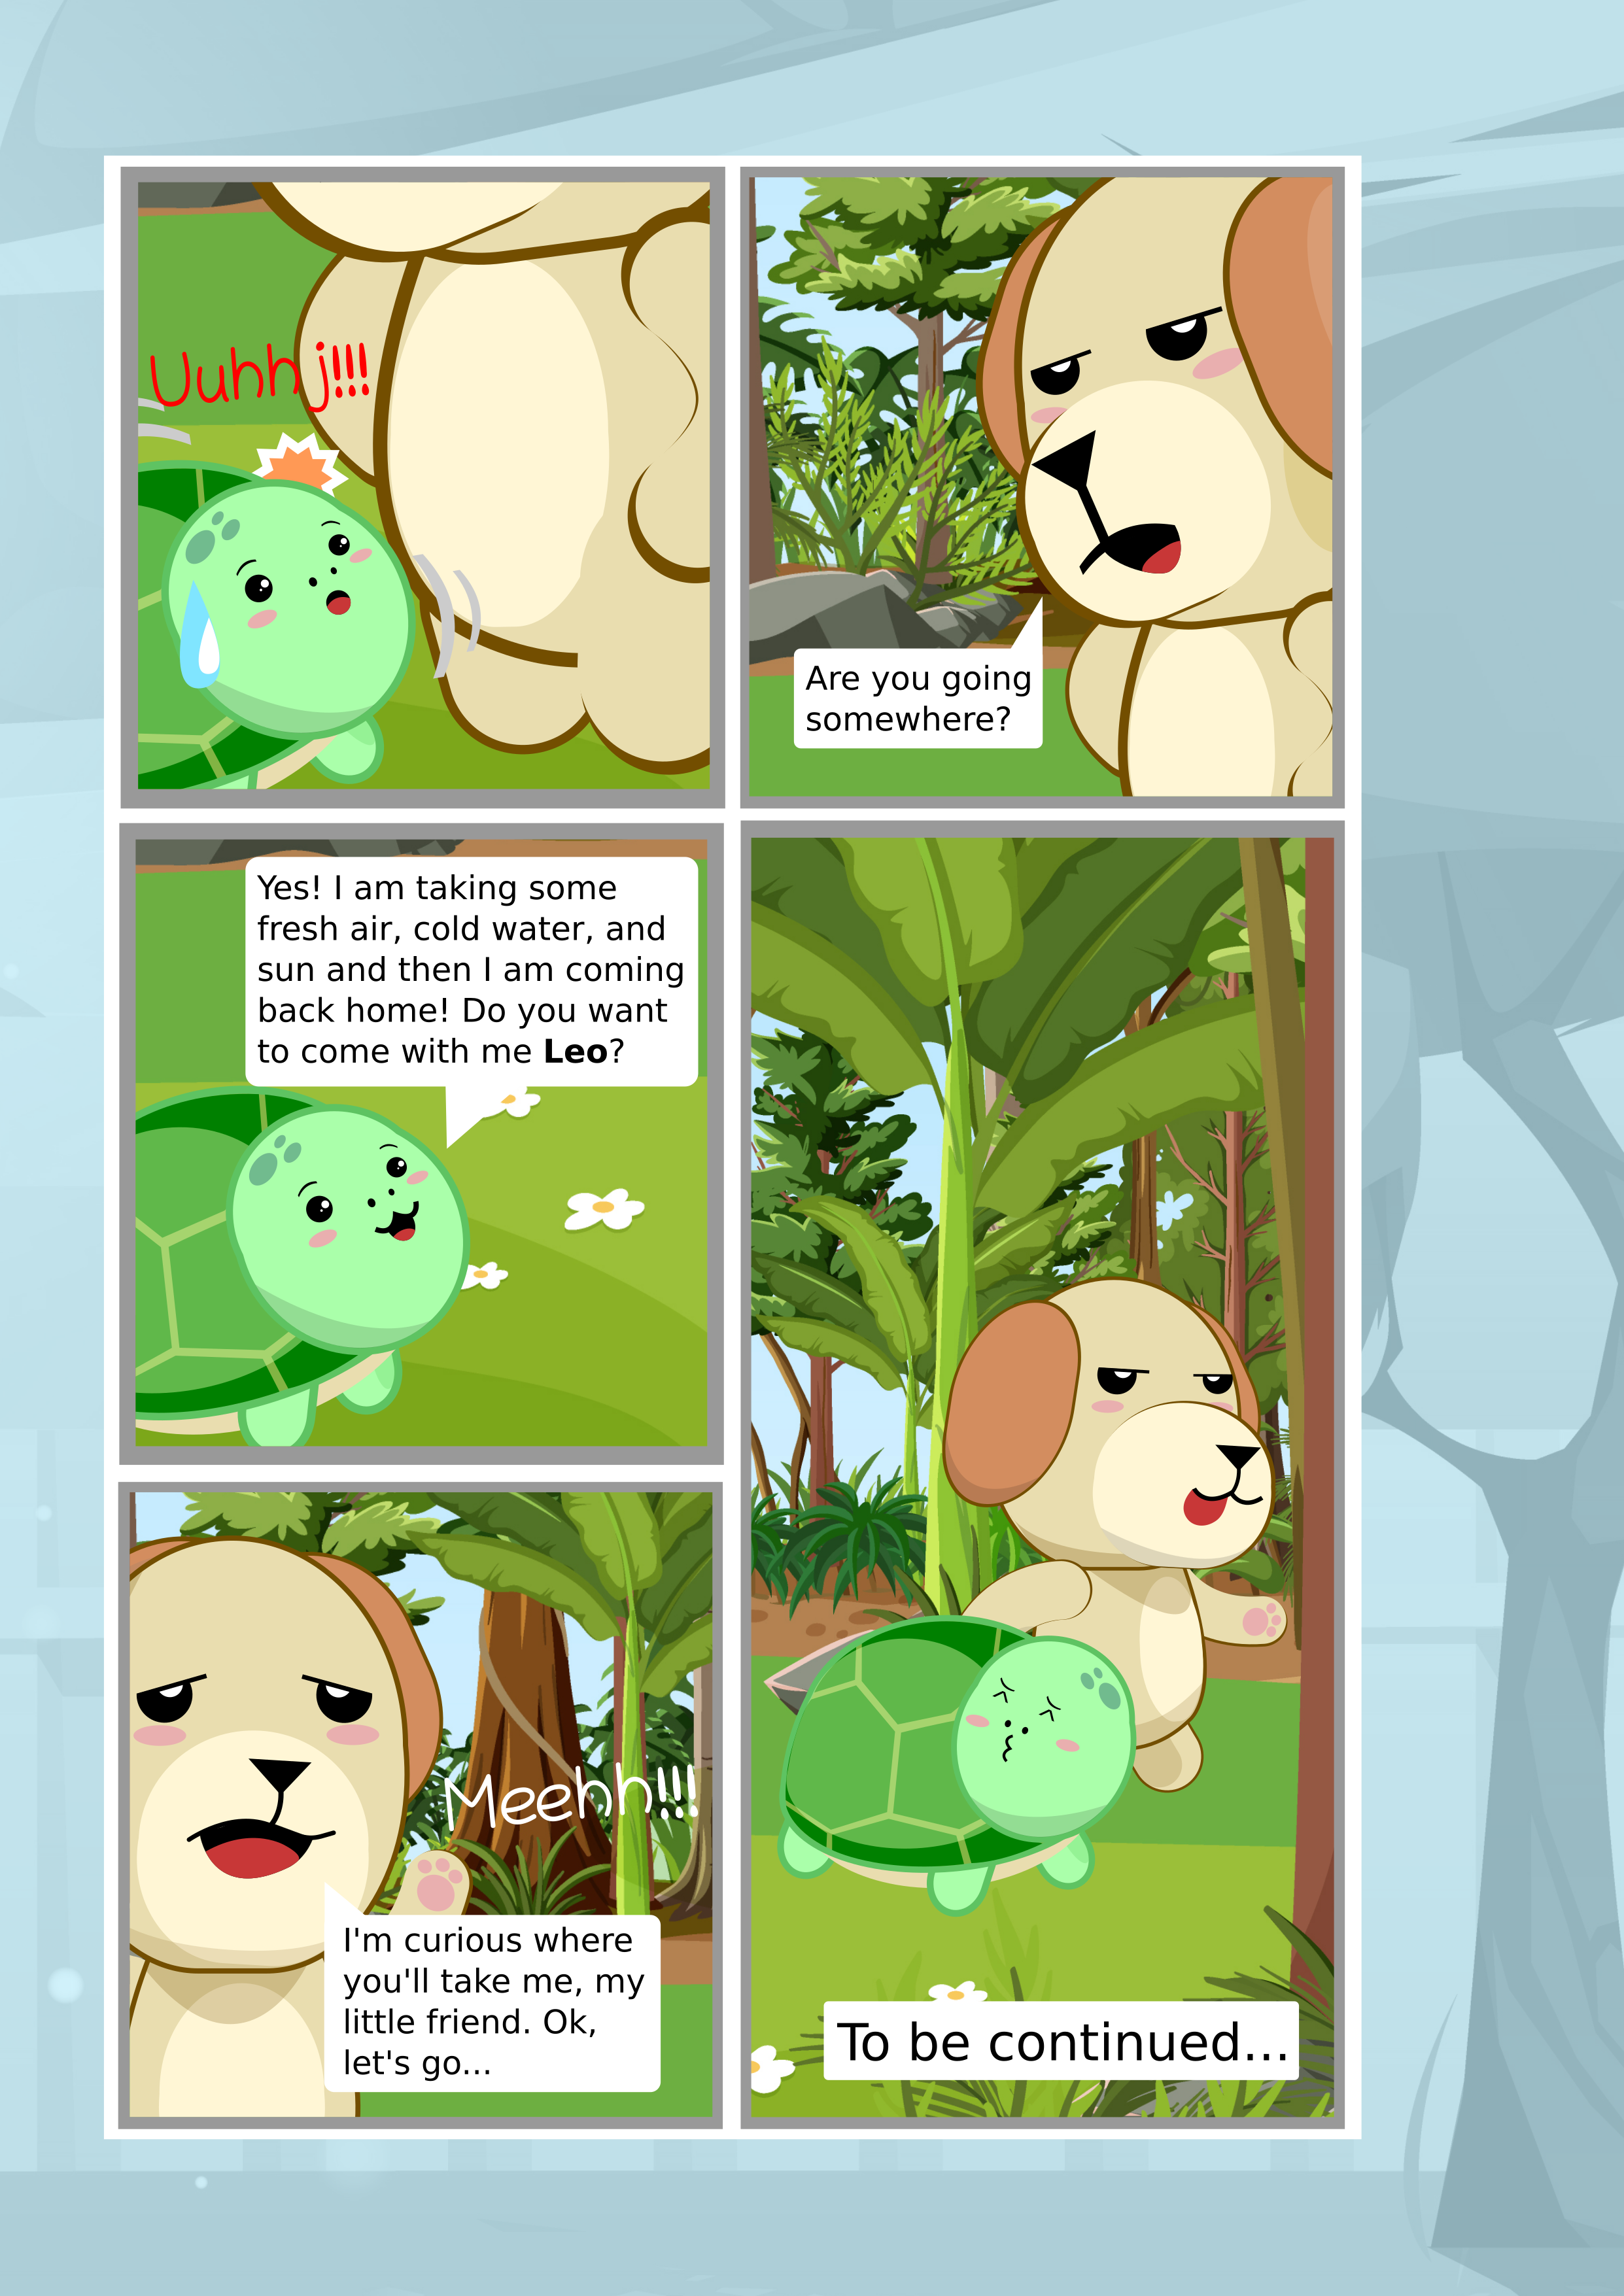 Uuhhj!!!
Are you going
somewhere?
Yes! I am taking some
fresh air, cold water, and
sun and then I am coming
back home! Do you want
to come with me Leo?
Meehh!!!
I'm curious where
you'll take me, my
little friend. Ok,
let's go...
To be continued...